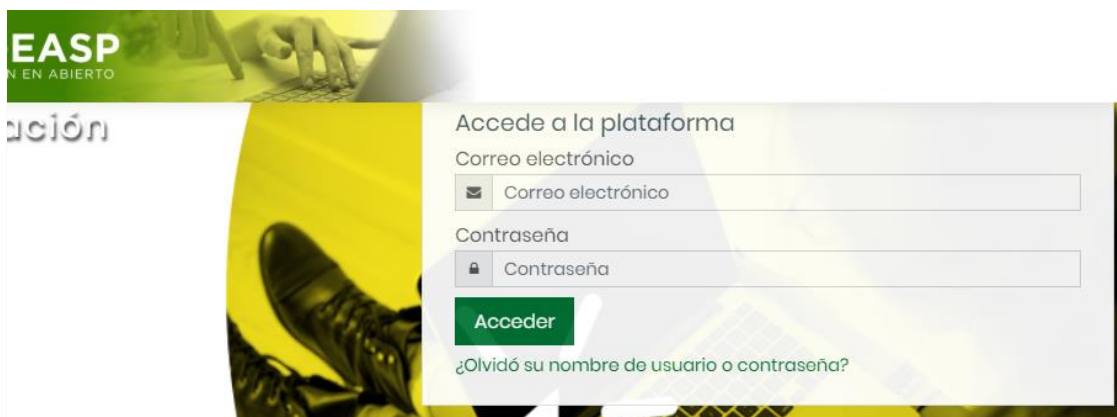 EASP
N EN ABIERTO
ación
Accede a la plataforma
Correo electrónico
Correo electrónico
Contraseña
Contraseña
Acceder
¿Olvidó su nombre de usuario o contraseña?